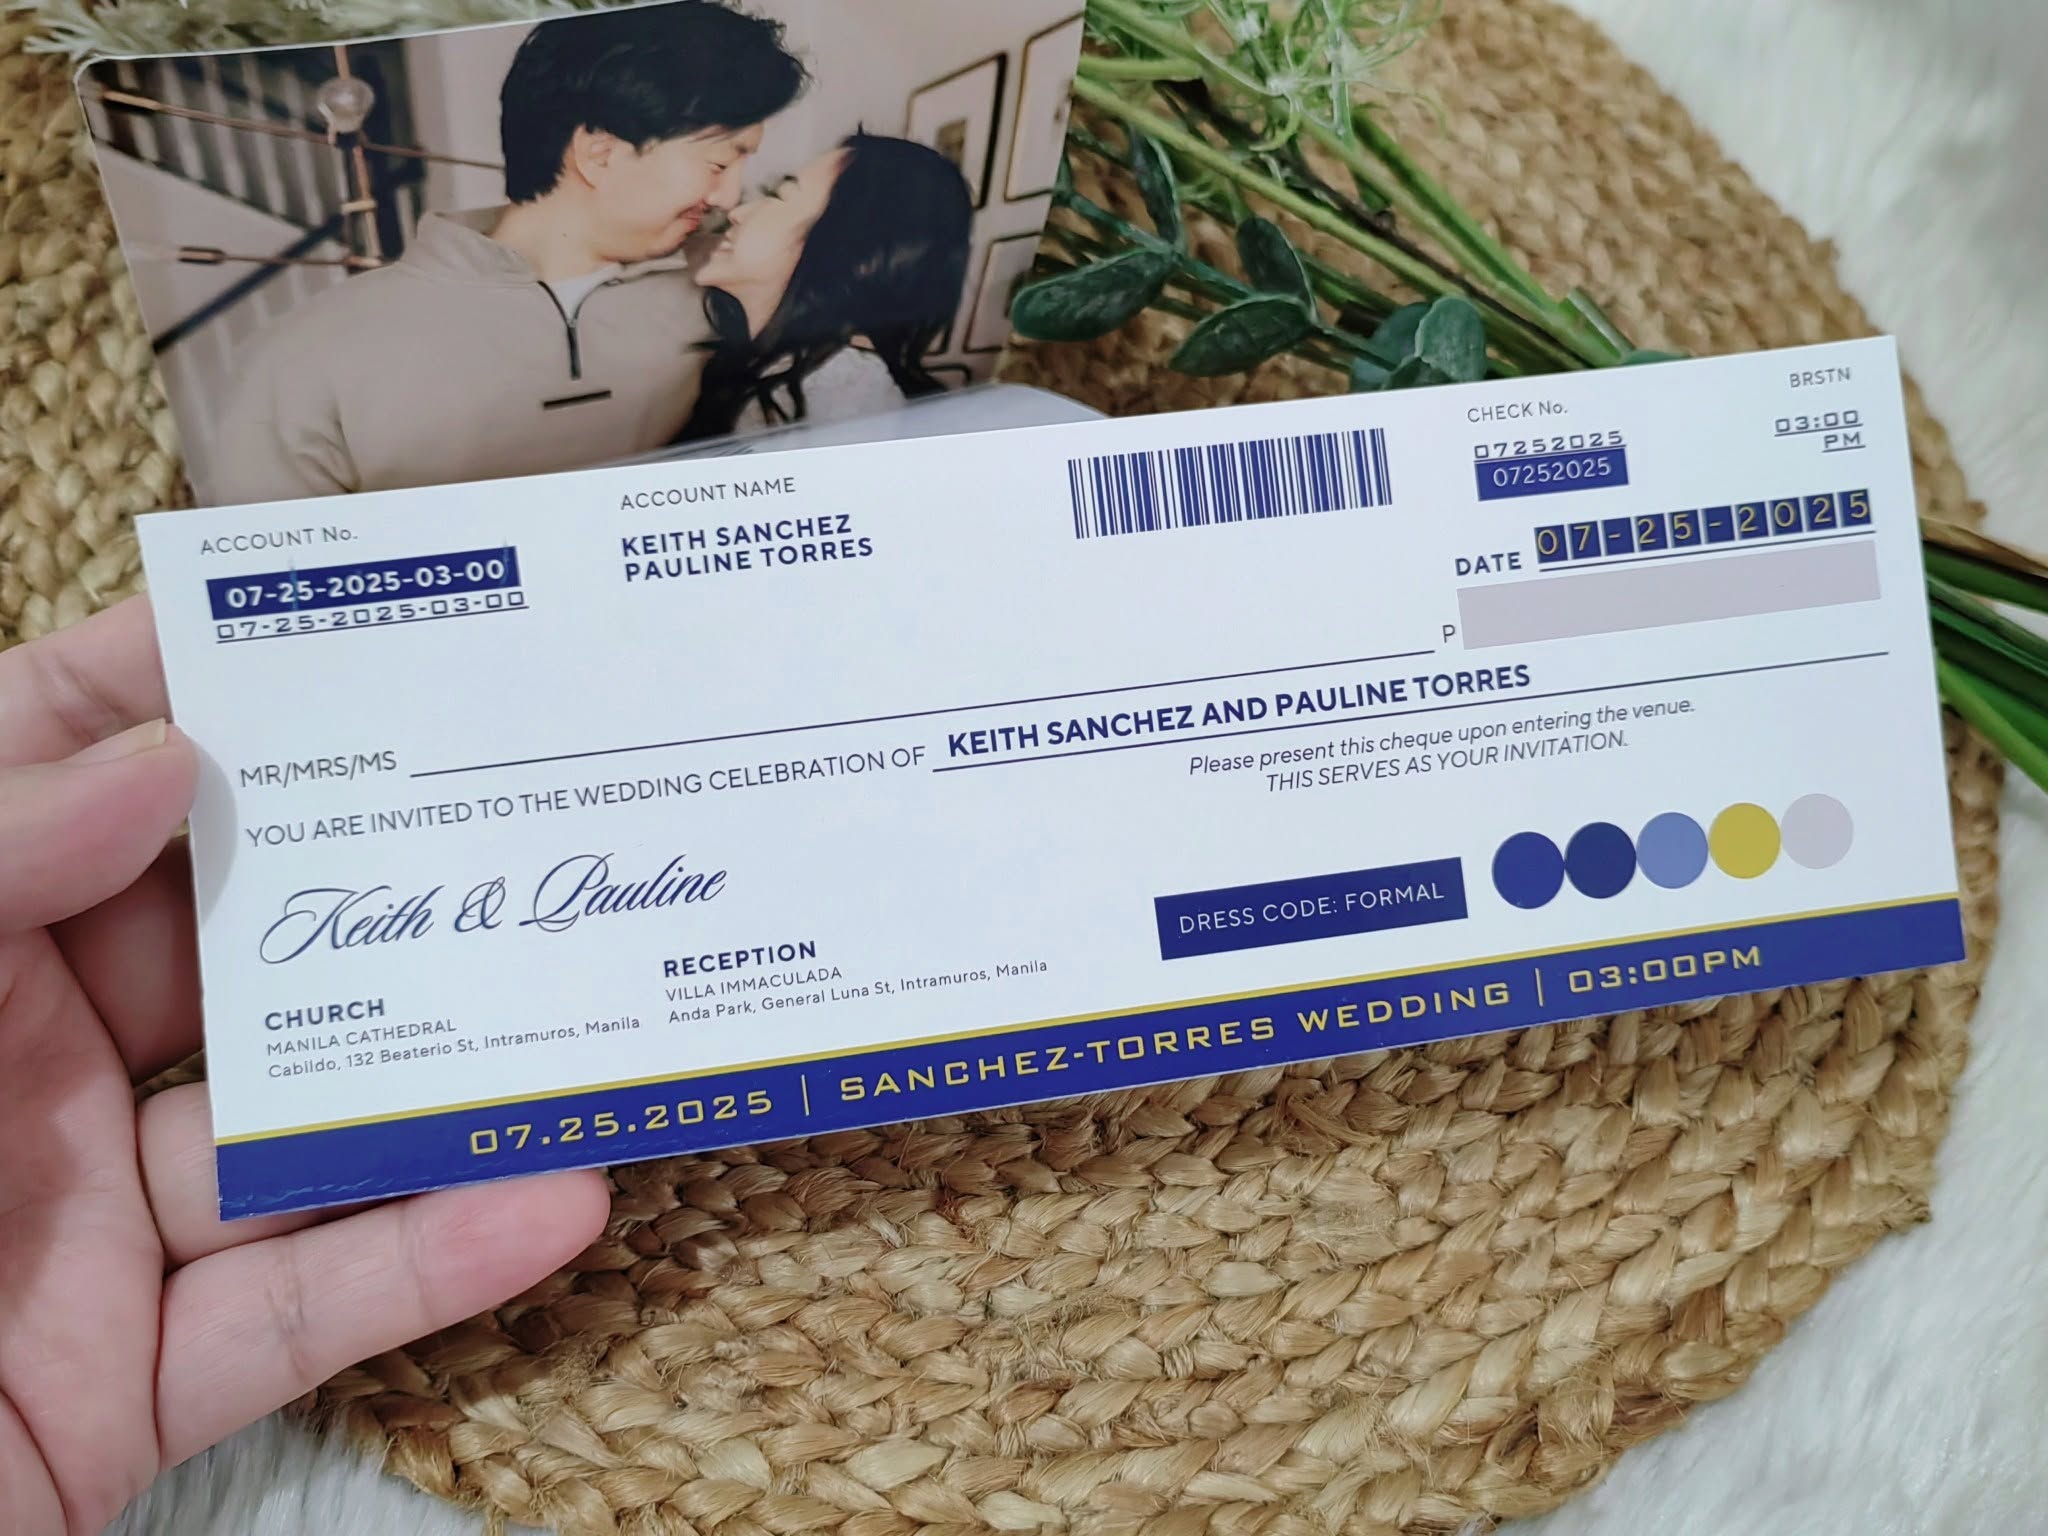 ACCOUNT No.
07-25-2025-03-00
07-25-2025-03-00
ACCOUNT NAME
KEITH SANCHEZ
PAULINE TORRES
CHECK No.
07252025
07252025
BRSTN
03:00
PM
DATE 07-25-2025
P
MR/MRS/MS
YOU ARE INVITED TO THE WEDDING CELEBRATION OF KEITH SANCHEZ AND PAULINE TORRES
Please present this cheque upon entering the venue.
THIS SERVES AS YOUR INVITATION.
Keith & Pauline
CHURCH
MANILA CATHEDRAL
Cabildo, 132 Beaterio St, Intramuros, Manila
RECEPTION
VILLA IMMACULADA
Anda Park, General Luna St, Intramuros, Manila
DRESS CODE: FORMAL
07.25.2025 | SANCHEZ-TORRES WEDDING | 03:00PM